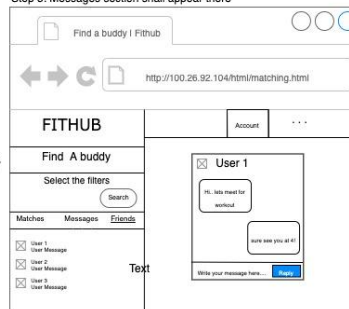 Step 5: Messages section shall appear there
Find a buddy I Fithub
http://100.26.92.104/html/matching.html
FITHUB
Account
. . .
Find A buddy
Select the filters
Search
Matches Messages Friends
User 1
User Message
User 2
User Message
User 3
User Message
Text
User 1
Hi.. lets meet for
workout
sure see you at 4!
Write your message here....
Reply